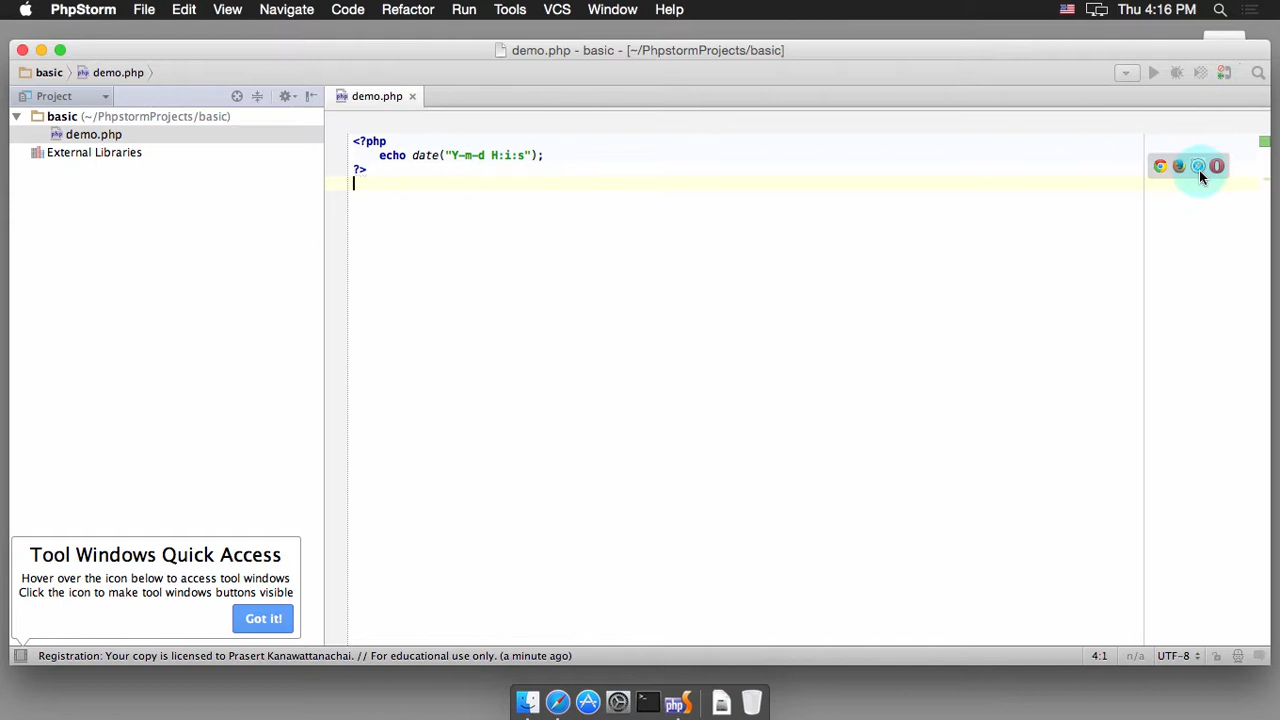 PhpStorm File Edit View Navigate Code Refactor Run Tools VCS Window Help Thu 4:16 PM
demo.php - basic - [~/PhpstormProjects/basic]
basic demo.php
Project demo.php
basic (~/PhpstormProjects/basic)
demo.php
External Libraries
<?php
echo date("Y-m-d H:i:s");
?>
Tool Windows Quick Access
Hover over the icon below to access tool windows
Click the icon to make tool windows buttons visible
Got it!
Registration: Your copy is licensed to Prasert Kanawattanachai. // For educational use only. (a minute ago) 4:1 n/a UTF-8
php